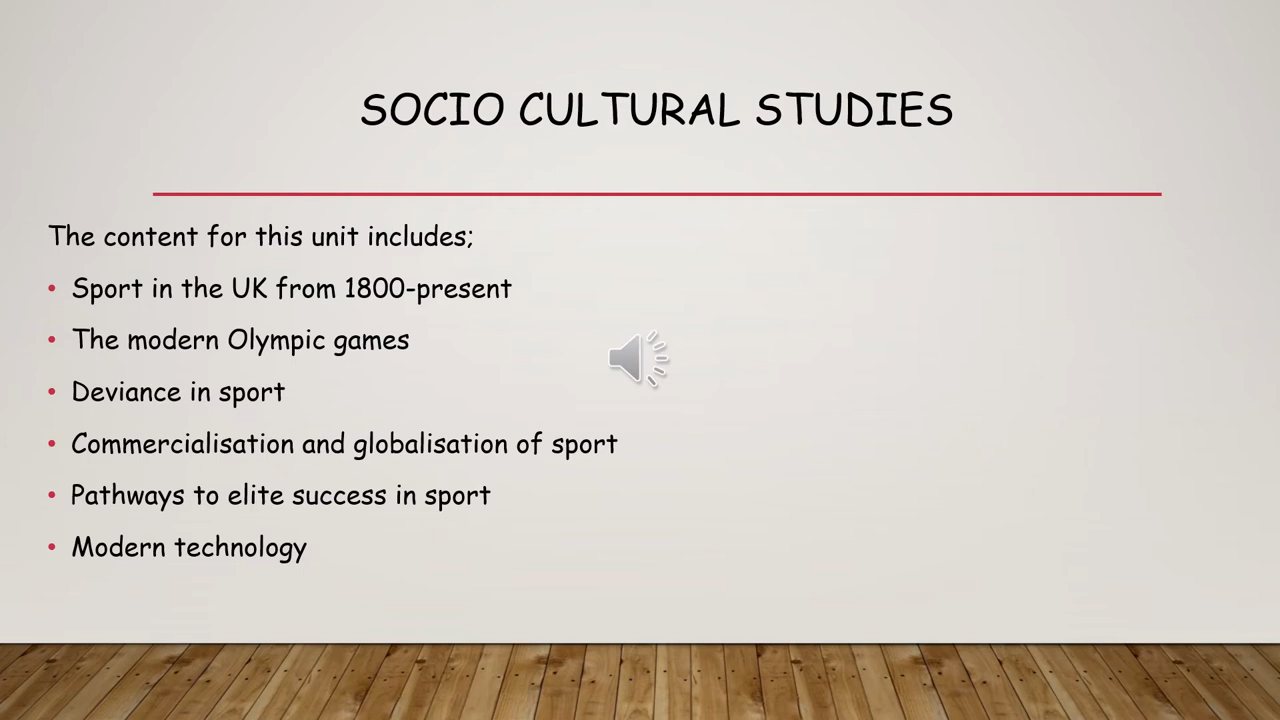 SOCIO CULTURAL STUDIES
The content for this unit includes;
• Sport in the UK from 1800-present
• The modern Olympic games
• Deviance in sport
• Commercialisation and globalisation of sport
• Pathways to elite success in sport
• Modern technology